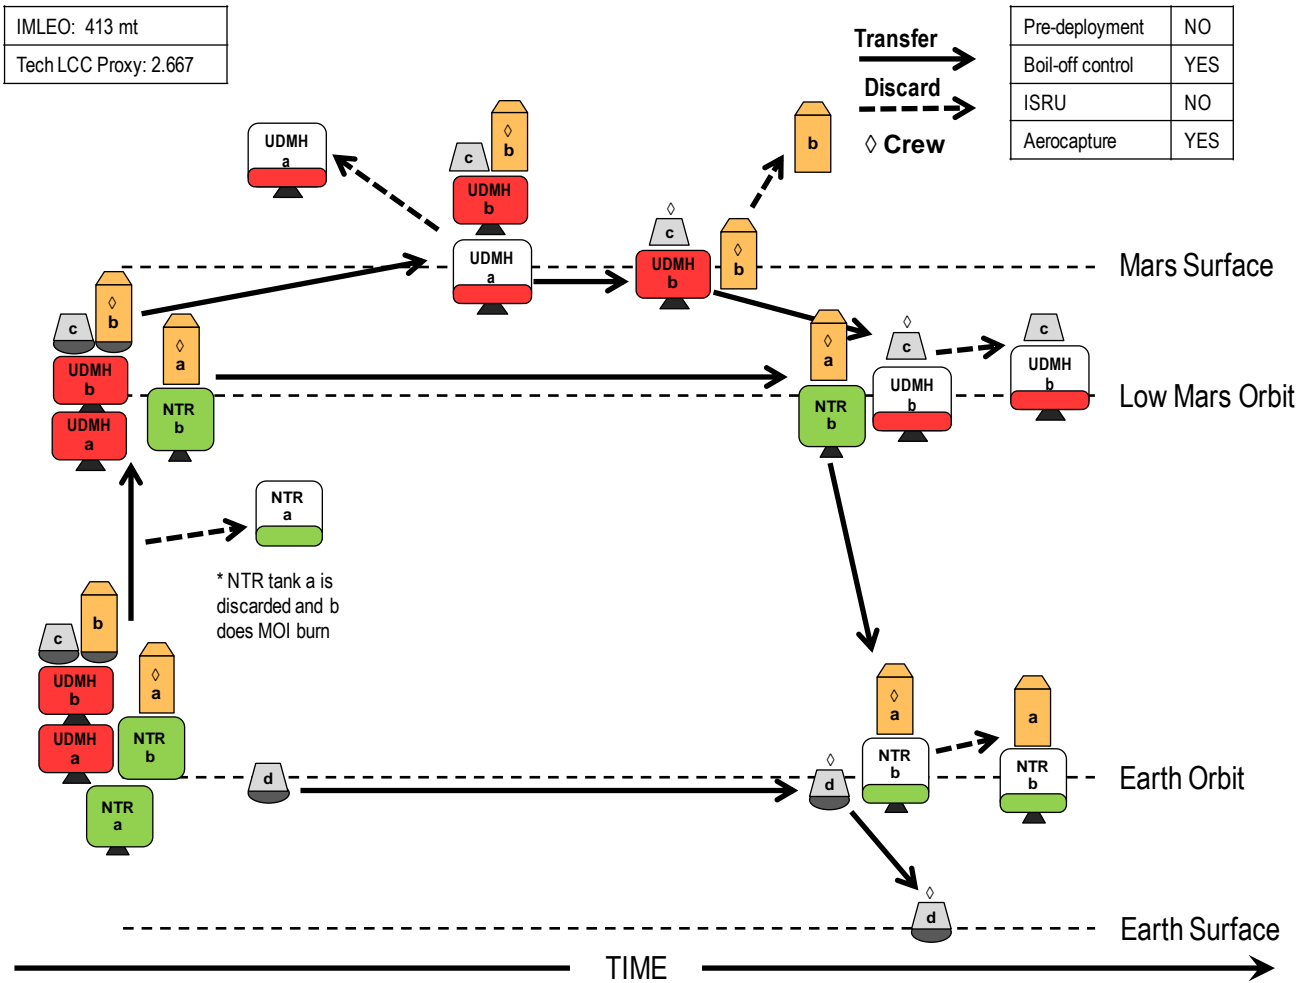 IMLEO: 413 mt
Tech LCC Proxy: 2.667
Transfer
Discard
◊ Crew
Pre-deployment NO
Boil-off control YES
ISRU NO
Aerocapture YES
UDMH
a
◊
b
c
UDMH
b
UDMH
a
b
◊
c
UDMH
b
◊
b
Mars Surface
◊
b
c
UDMH
b
UDMH
a
◊
a
NTR
b
◊
a
NTR
b
◊
c
UDMH
b
c
UDMH
b
Low Mars Orbit
NTR
a
* NTR tank a is
discarded and b
does MOI burn
b
c
UDMH
b
UDMH
a
◊
a
NTR
b
NTR
a
d
◊
d
◊
a
NTR
b
a
NTR
b
Earth Orbit
◊
d
Earth Surface
TIME